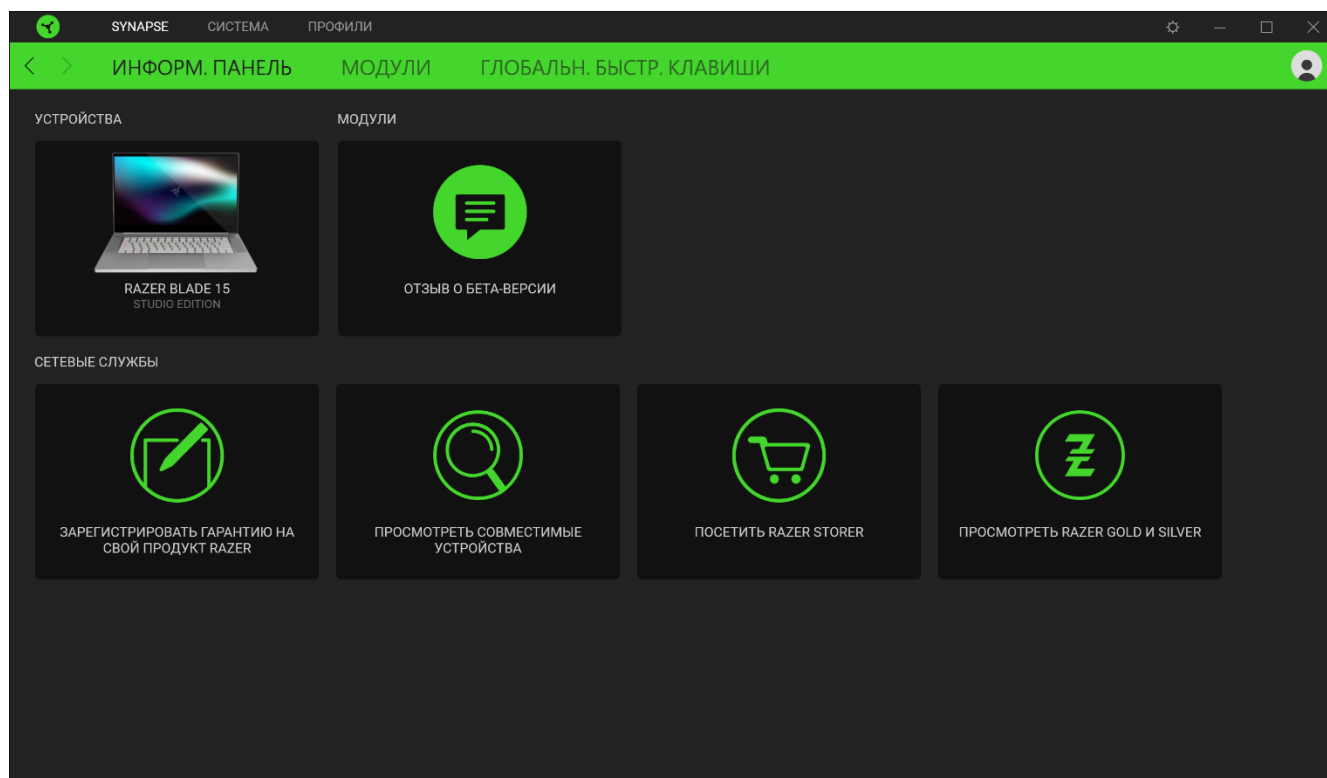 SYNAPSE СИСТЕМА ПРОФИЛИ
ИНФОРМ. ПАНЕЛЬ МОДУЛИ ГЛОБАЛЬН. БЫСТР. КЛАВИШИ
УСТРОЙСТВА МОДУЛИ
RAZER BLADE 15
STUDIO EDITION
ОТЗЫВ О БЕТА-ВЕРСИИ
СЕТЕВЫЕ СЛУЖБЫ
ЗАРЕГИСТРИРОВАТЬ ГАРАНТИЮ НА
СВОЙ ПРОДУКТ RAZER
ПРОСМОТРЕТЬ СОВМЕСТИМЫЕ
УСТРОЙСТВА
ПОСЕТИТЬ RAZER STORER
ПРОСМОТРЕТЬ RAZER GOLD И SILVER